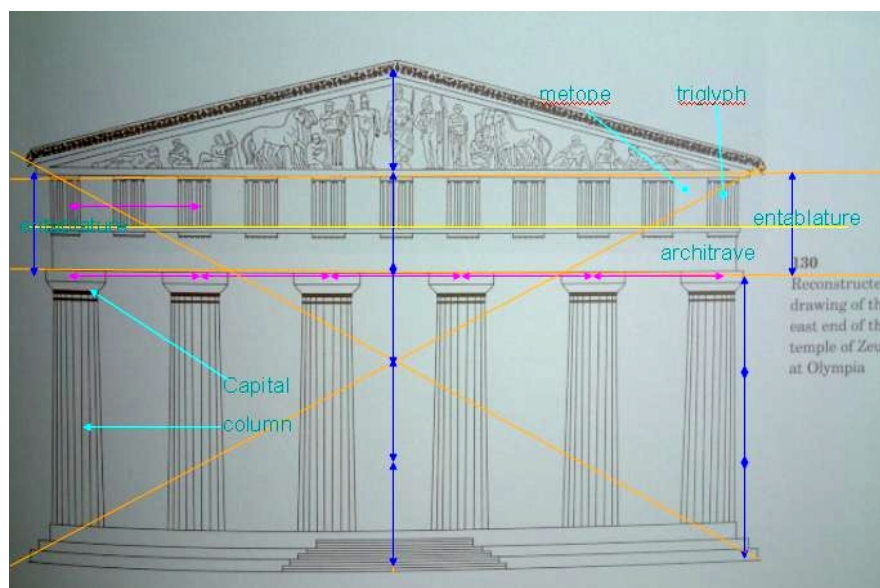 metope
triglyph
entablature
entablature
architrave
130
Reconstructe
drawing of th
east end of th
temple of Zeu
at Olympia
Capital
column